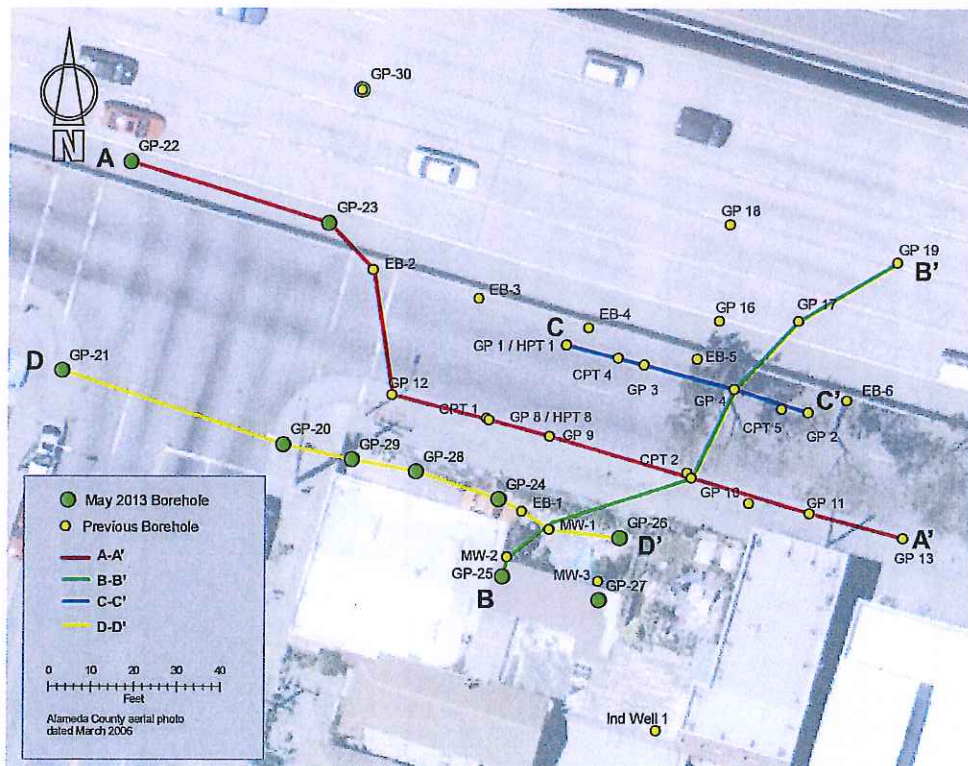 GP-30
GP-22
A
N
GP-23
GP 18
GP 19
B'
EB-2
EB-3
GP 16
GP 17
EB-4
C
GP 1 / HPT 1
EB-5
GP-21
D
CPT 4
GP 3
GP 4
EB-6
C'
GP 12
CPT 5
GP 2
CPT 1
GP 8 / HPT 8
GP 9
GP-20
GP-29
GP-28
CPT 2
GP-24
GP 10
GP 11
EB-1
MW-1
GP-26
D'
A'
GP 13
MW-2
GP-25
B
MW-3
GP-27
Ind Well 1
May 2013 Borehole
Previous Borehole
A-A'
B-B'
C-C'
D-D'
0 10 20 30 40
Feet
Alameda County aerial photo
dated March 2006